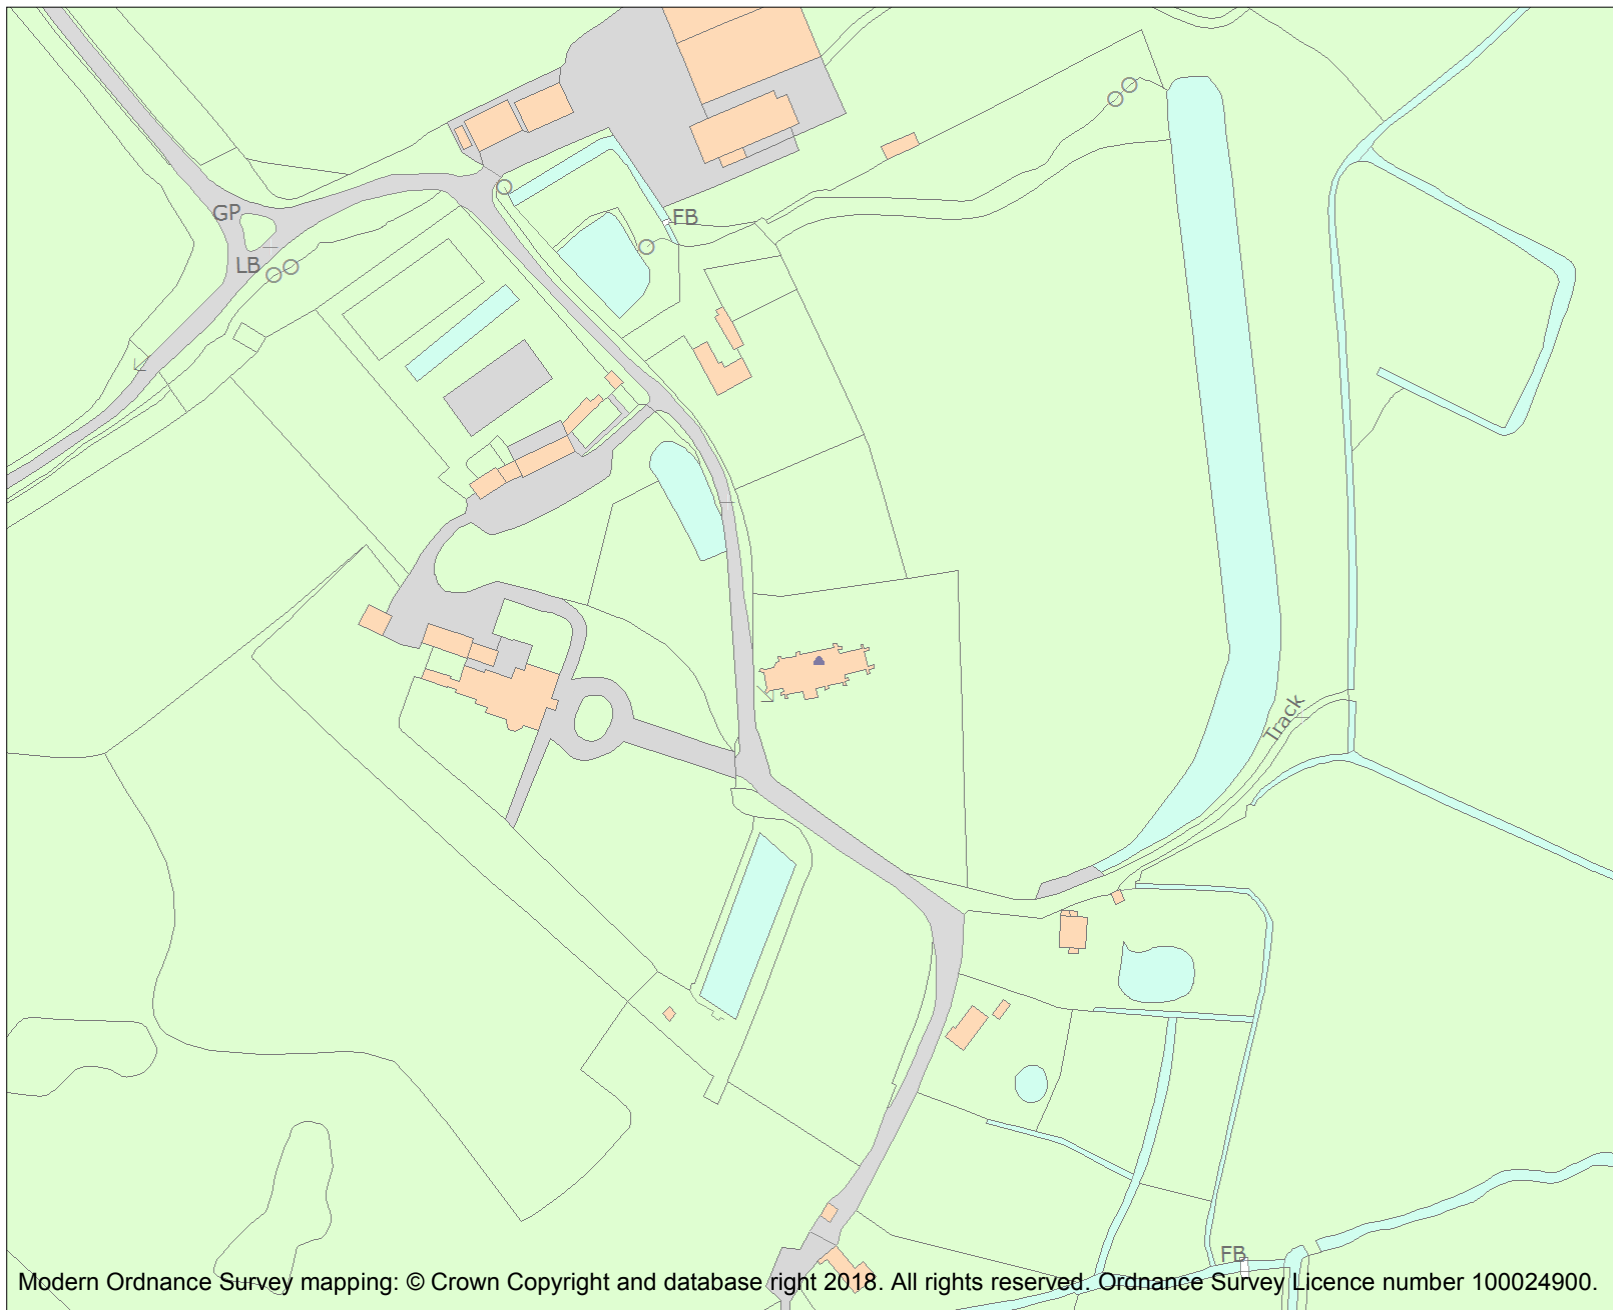 GP
FB
LB
Track
FB
Modern Ordnance Survey mapping: © Crown Copyright and database right 2018. All rights reserved. Ordnance Survey Licence number 100024900.